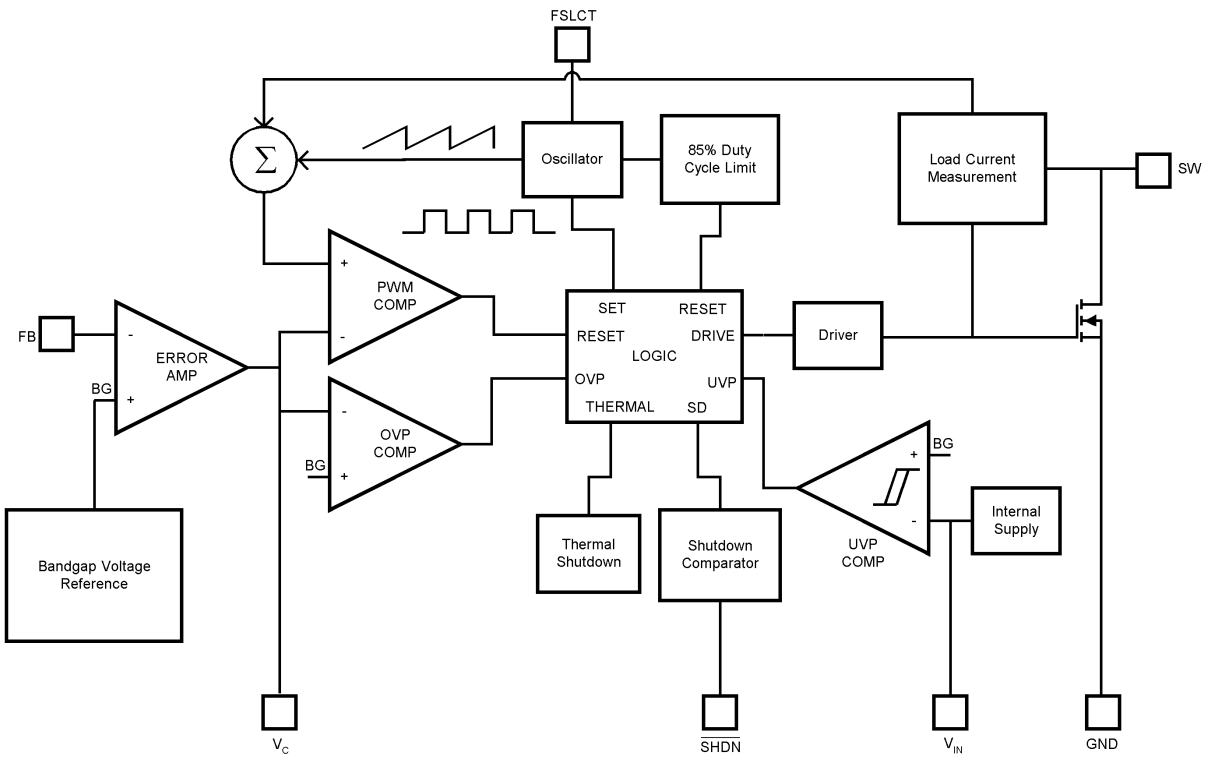 FSLCT
Σ
Oscillator
85% Duty
Cycle Limit
Load Current
Measurement
SW
+
PWM
COMP
-
FB
-
ERROR
AMP
BG
+
SET
RESET
RESET
DRIVE
LOGIC
OVP
UVP
THERMAL
SD
Driver
-
OVP
COMP
BG
+
BG
+
-
UVP
COMP
Internal
Supply
Bandgap Voltage
Reference
Thermal
Shutdown
Shutdown
Comparator
VC
SHDN
VIN
GND